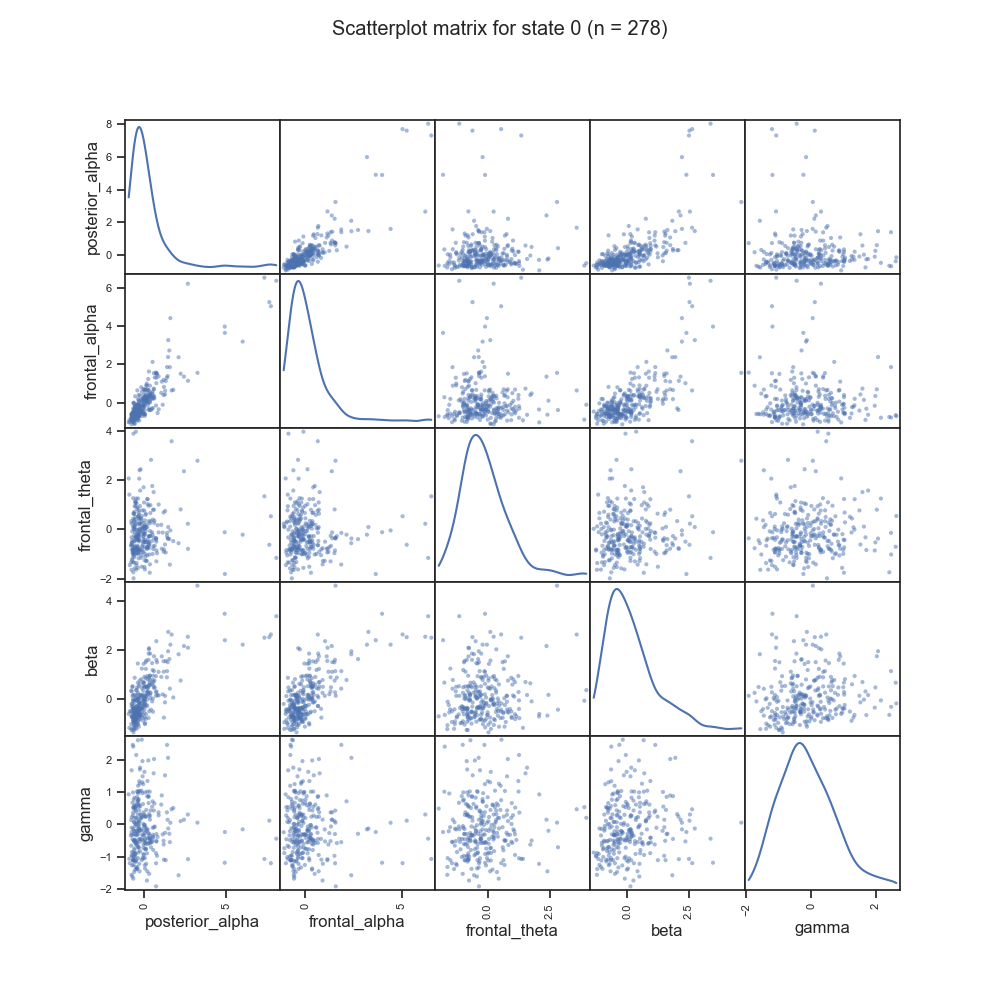 Scatterplot matrix for state 0 (n = 278)
8
6
4
2
0
posterior_alpha
6
4
2
0
frontal_alpha
4
2
0
−2
frontal_theta
4
2
0
beta
2
1
0
−1
−2
gamma
0 5 0 5 0.0 2.5 0.0 2.5 −2 0 2
posterior_alpha frontal_alpha frontal_theta beta gamma